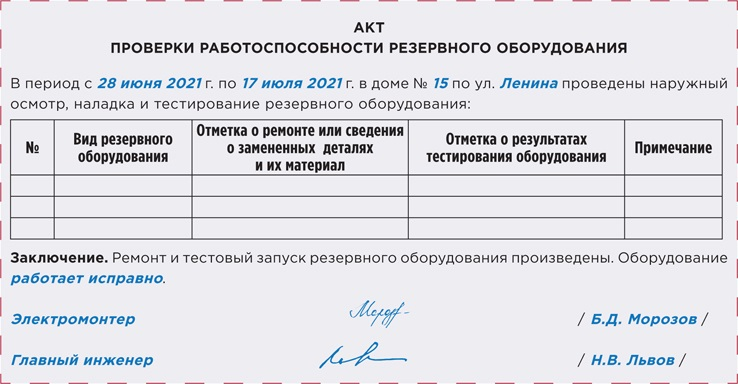 АКТ
ПРОВЕРКИ РАБОТОСПОСОБНОСТИ РЕЗЕРВНОГО ОБОРУДОВАНИЯ
В период с 28 июня 2021 г. по 17 июля 2021 г. в доме № 15 по ул. Ленина проведены наружный
осмотр, наладка и тестирование резервного оборудования:
№
Вид резервного
оборудования
Отметка о ремонте или сведения
о замененных деталях
и их материал
Отметка о результатах
тестирования оборудования
Примечание
Заключение. Ремонт и тестовый запуск резервного оборудования произведены. Оборудование
работает исправно.
Электромонтер / Б.Д. Морозов /
Главный инженер / Н.В. Львов /